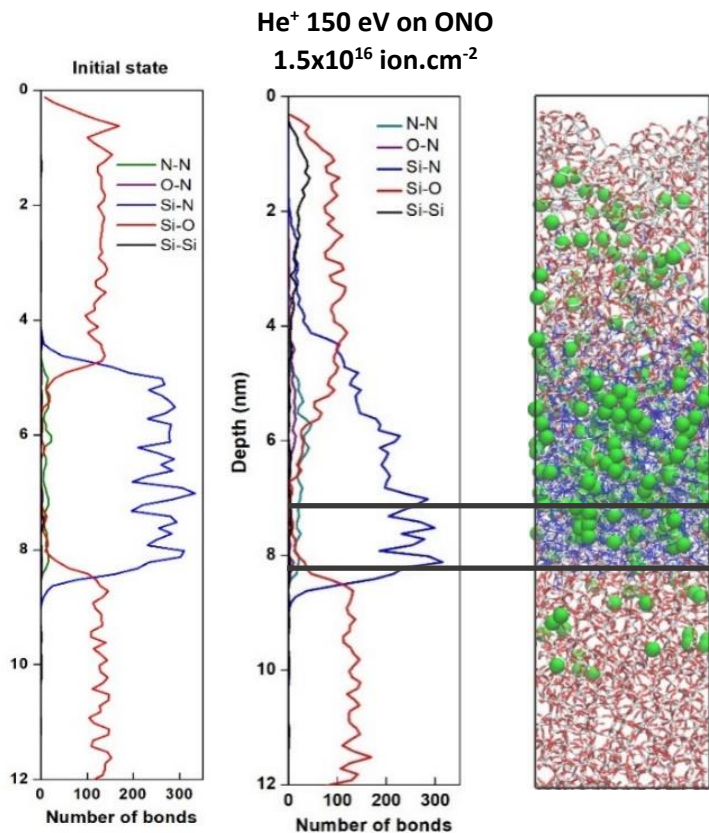 He⁺ 150 eV on ONO
1.5x10¹⁶ ion.cm⁻²
Initial state
0
2
4
6
8
10
12
N-N
O-N
Si-N
Si-O
Si-Si
0 100 200 300
Number of bonds
Depth (nm)
0
2
4
6
8
10
12
N-N
O-N
Si-N
Si-O
Si-Si
0 100 200 300
Number of bonds